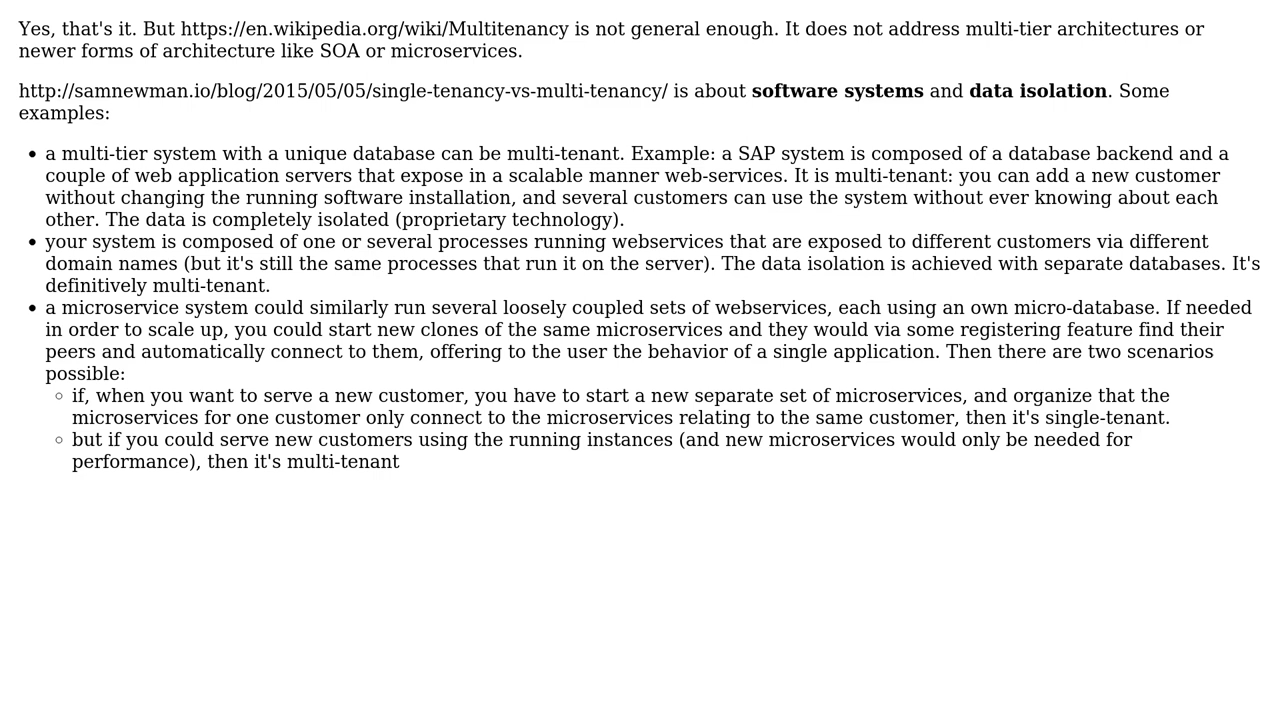 Yes, that's it. But https://en.wikipedia.org/wiki/Multitenancy is not general enough. It does not address multi-tier architectures or
newer forms of architecture like SOA or microservices.
http://samnewman.io/blog/2015/05/05/single-tenancy-vs-multi-tenancy/ is about software systems and data isolation. Some
examples:
• a multi-tier system with a unique database can be multi-tenant. Example: a SAP system is composed of a database backend and a
couple of web application servers that expose in a scalable manner web-services. It is multi-tenant: you can add a new customer
without changing the running software installation, and several customers can use the system without ever knowing about each
other. The data is completely isolated (proprietary technology).
• your system is composed of one or several processes running webservices that are exposed to different customers via different
domain names (but it's still the same processes that run it on the server). The data isolation is achieved with separate databases. It's
definitively multi-tenant.
• a microservice system could similarly run several loosely coupled sets of webservices, each using an own micro-database. If needed
in order to scale up, you could start new clones of the same microservices and they would via some registering feature find their
peers and automatically connect to them, offering to the user the behavior of a single application. Then there are two scenarios
possible:
◦ if, when you want to serve a new customer, you have to start a new separate set of microservices, and organize that the
microservices for one customer only connect to the microservices relating to the same customer, then it's single-tenant.
◦ but if you could serve new customers using the running instances (and new microservices would only be needed for
performance), then it's multi-tenant